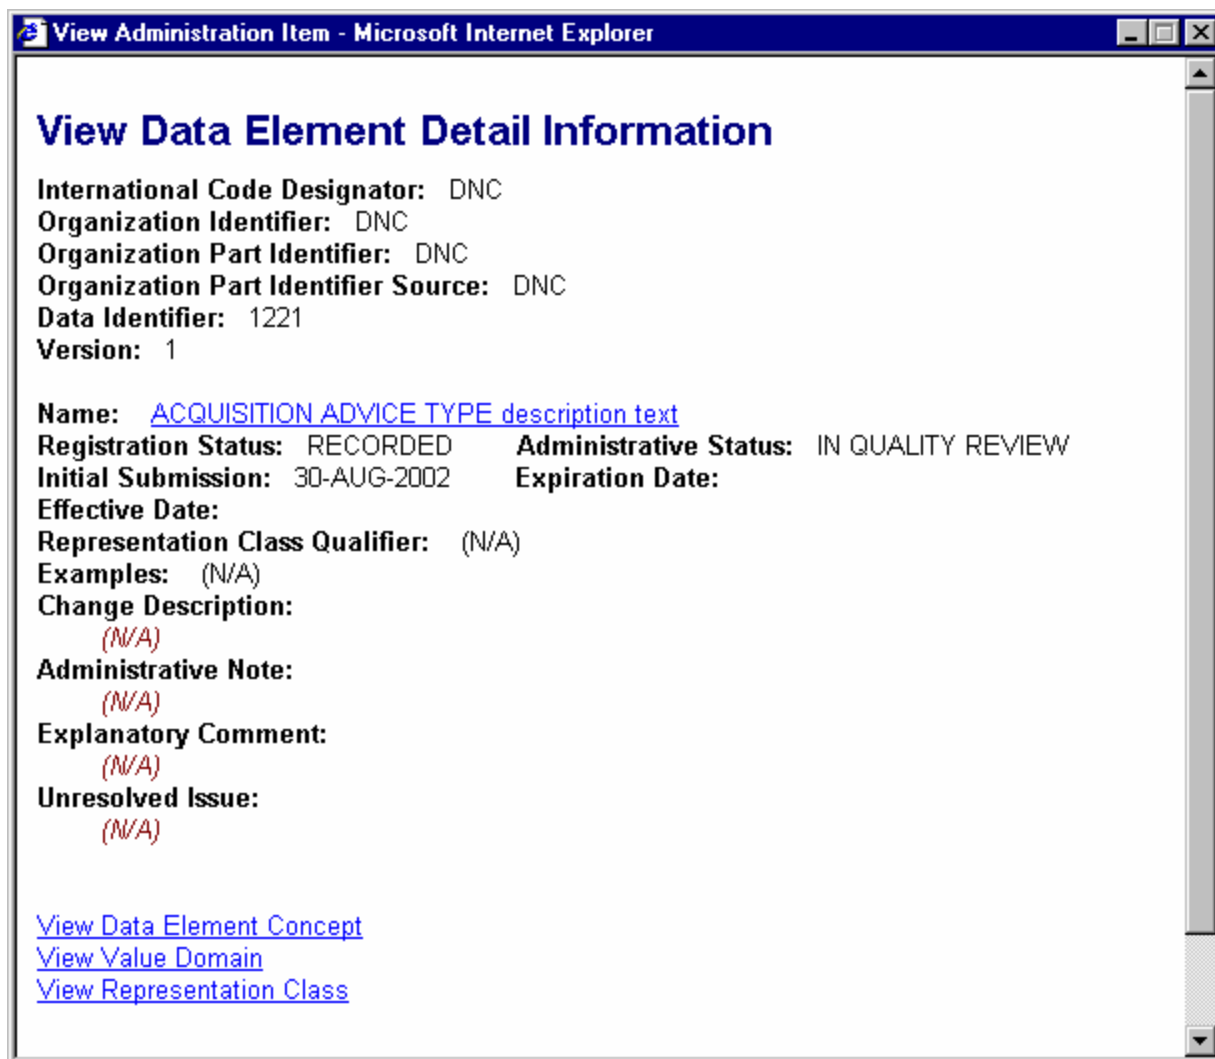 View Administration Item - Microsoft Internet Explorer
View Data Element Detail Information
International Code Designator: DNC
Organization Identifier: DNC
Organization Part Identifier: DNC
Organization Part Identifier Source: DNC
Data Identifier: 1221
Version: 1
Name: ACQUISITION ADVICE TYPE description text
Registration Status: RECORDED Administrative Status: IN QUALITY REVIEW
Initial Submission: 30-AUG-2002 Expiration Date:
Effective Date:
Representation Class Qualifier: (N/A)
Examples: (N/A)
Change Description:
(N/A)
Administrative Note:
(N/A)
Explanatory Comment:
(N/A)
Unresolved Issue:
(N/A)
View Data Element Concept
View Value Domain
View Representation Class